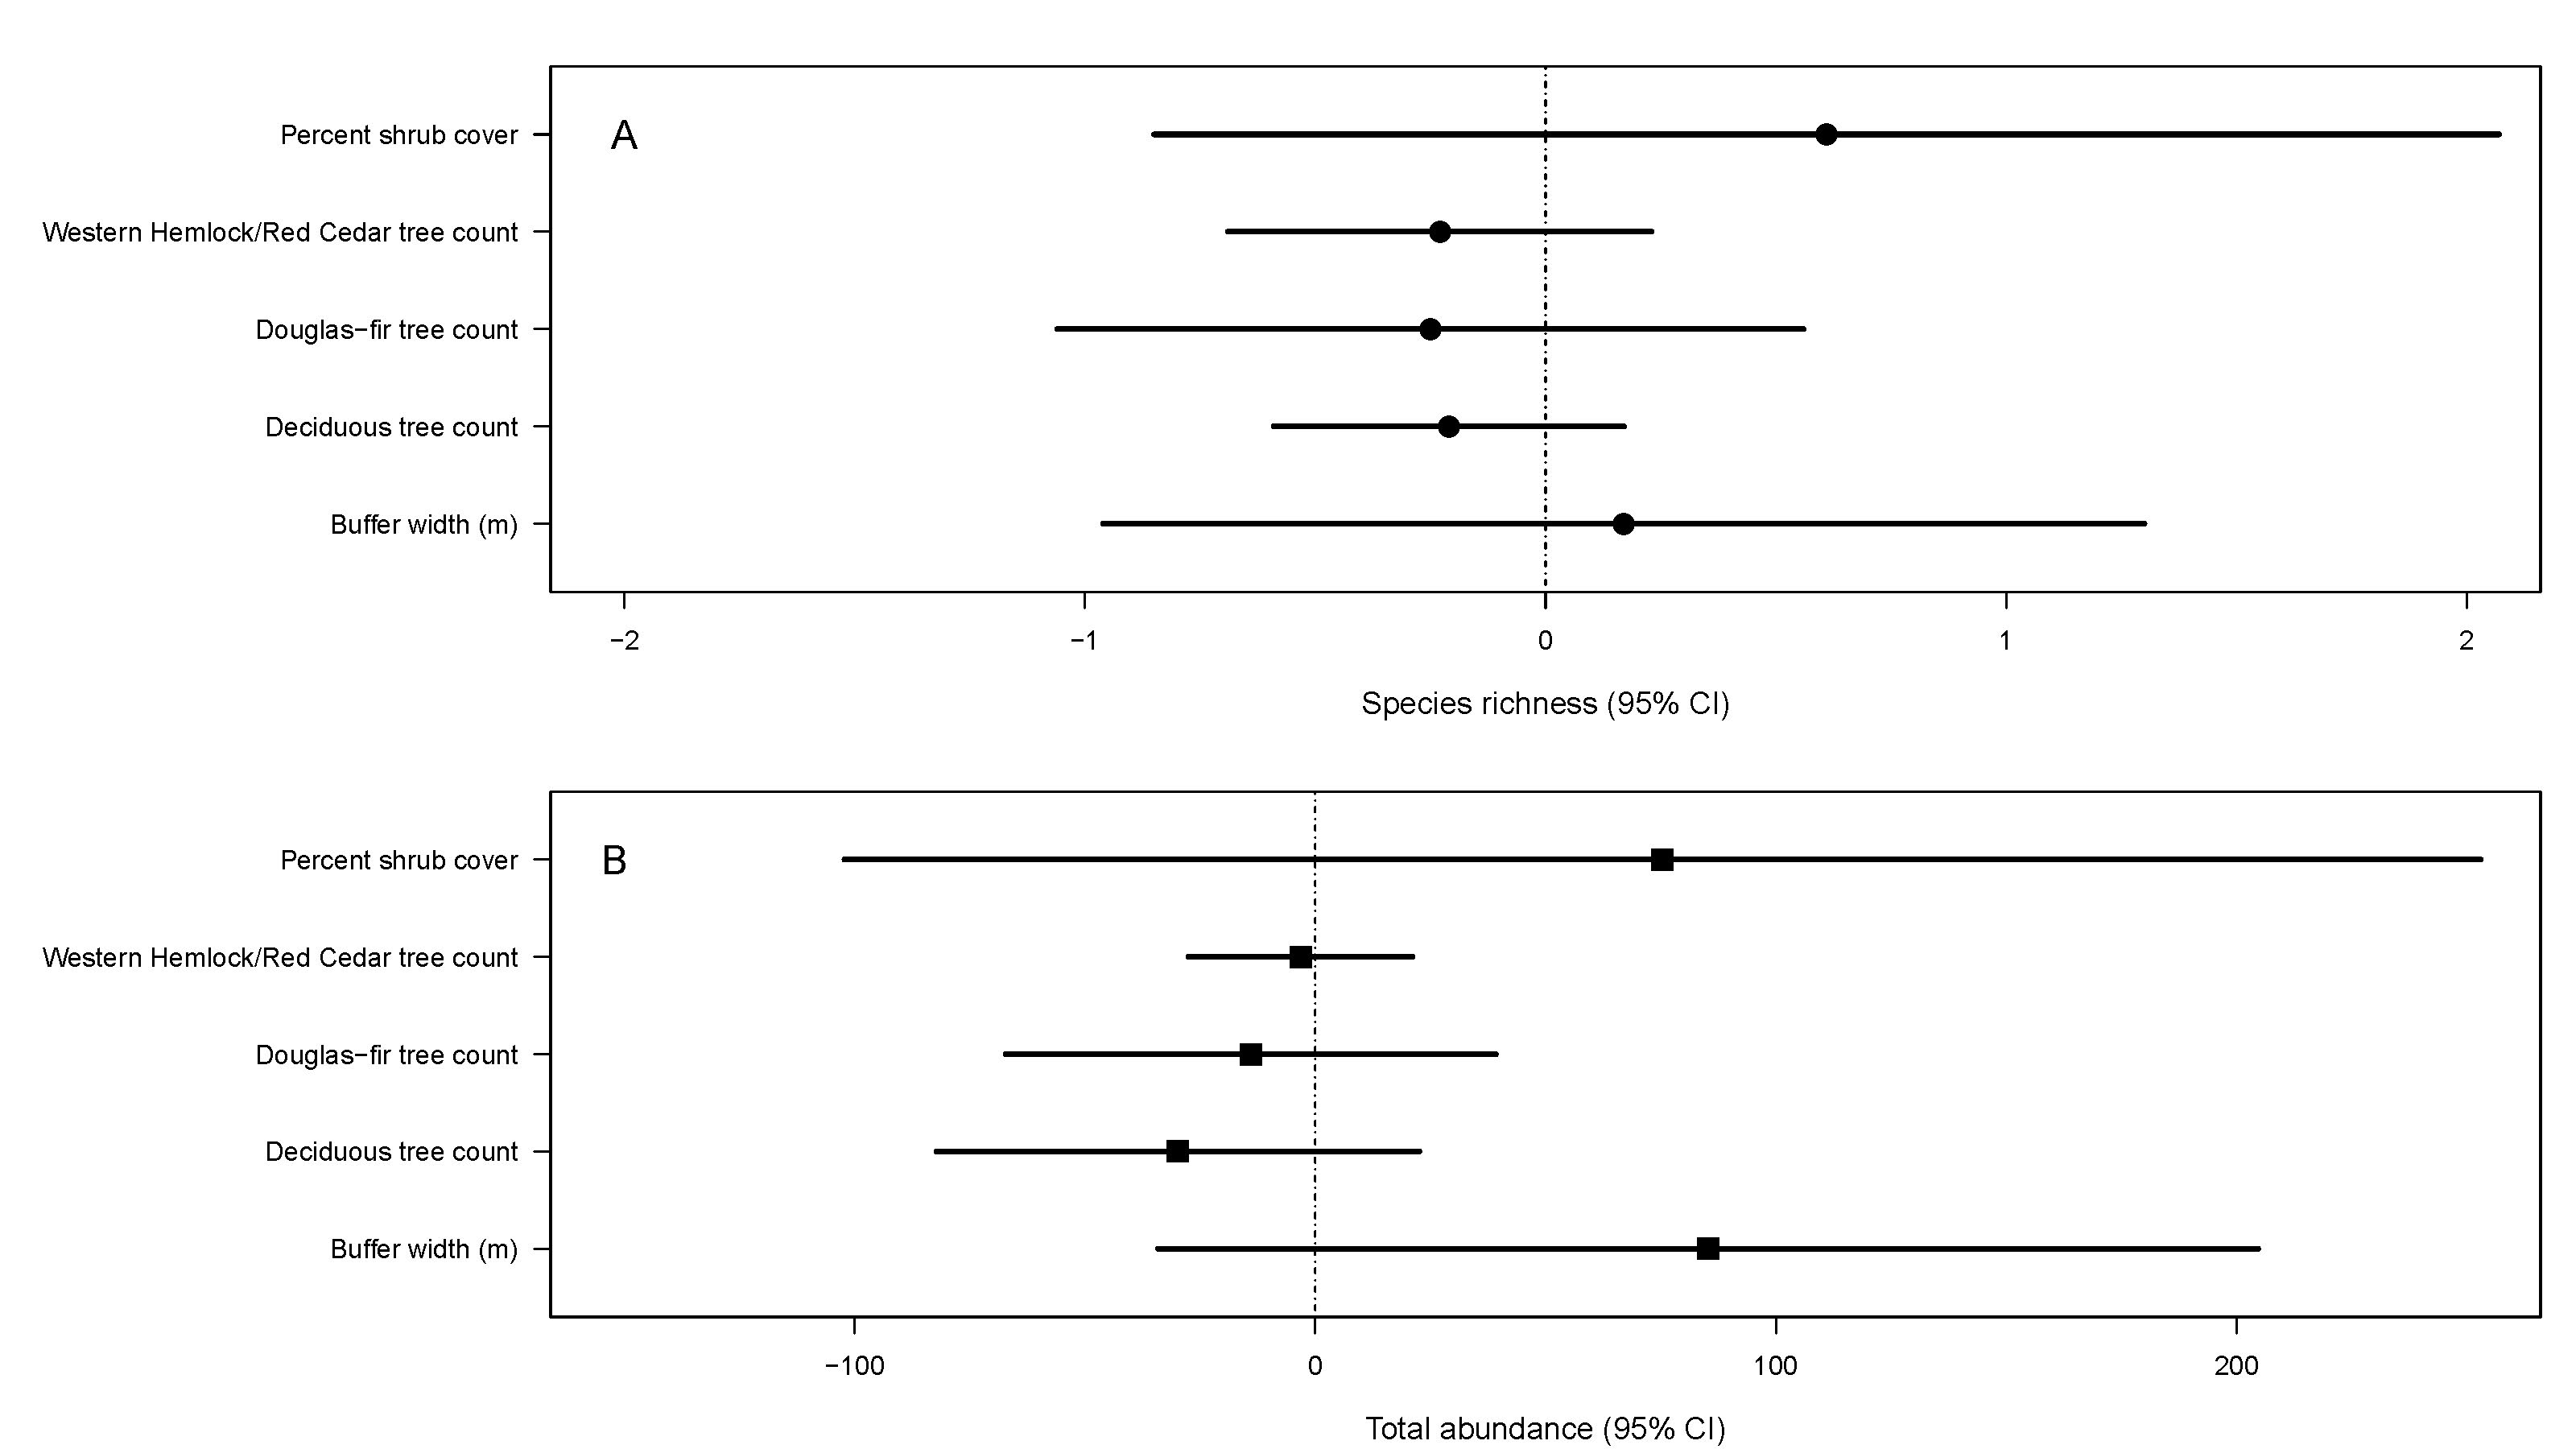 A
Percent shrub cover
Western Hemlock/Red Cedar tree count
Douglas−fir tree count
Deciduous tree count
Buffer width (m)
−2 −1 0 1 2
Species richness (95% CI)
B
Percent shrub cover
Western Hemlock/Red Cedar tree count
Douglas−fir tree count
Deciduous tree count
Buffer width (m)
−100 0 100 200
Total abundance (95% CI)